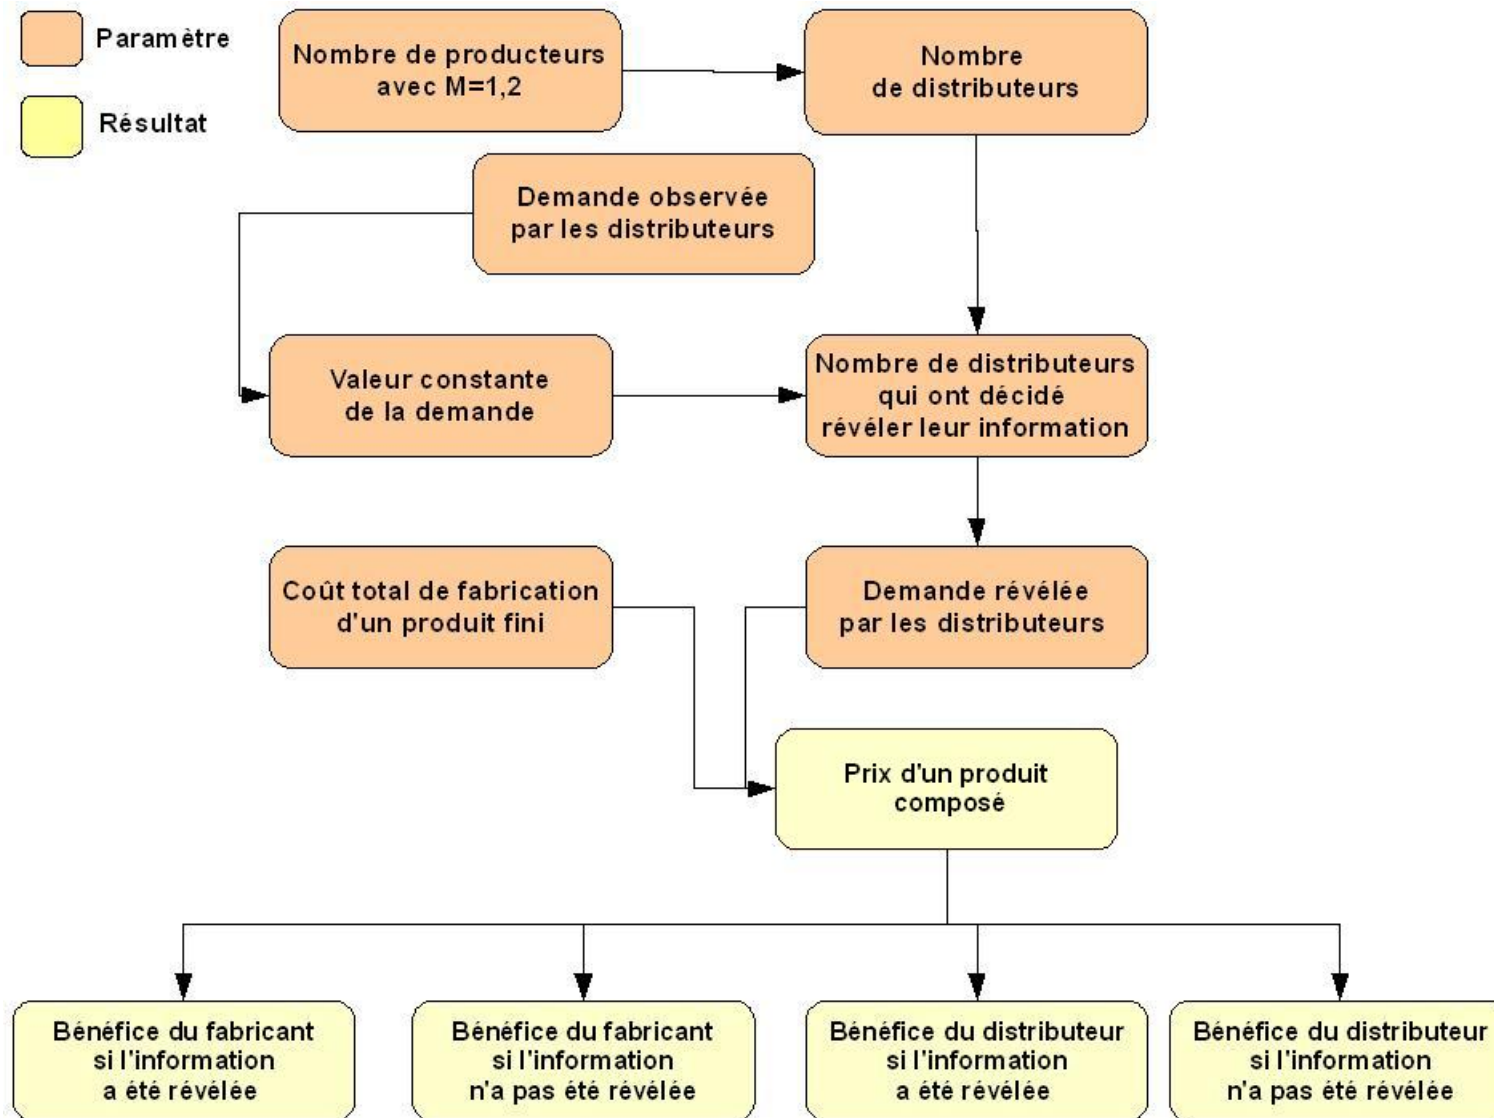 Paramètre
Résultat
Nombre de producteurs
avec M=1,2
Nombre
de distributeurs
Demande observée
par les distributeurs
Valeur constante
de la demande
Nombre de distributeurs
qui ont décidé
révéler leur information
Coût total de fabrication
d'un produit fini
Demande révélée
par les distributeurs
Prix d'un produit
composé
Bénéfice du fabricant
si l'information
a été révélée
Bénéfice du fabricant
si l'information
n'a pas été révélée
Bénéfice du distributeur
si l'information
a été révélée
Bénéfice du distributeur
si l'information
n'a pas été révélée